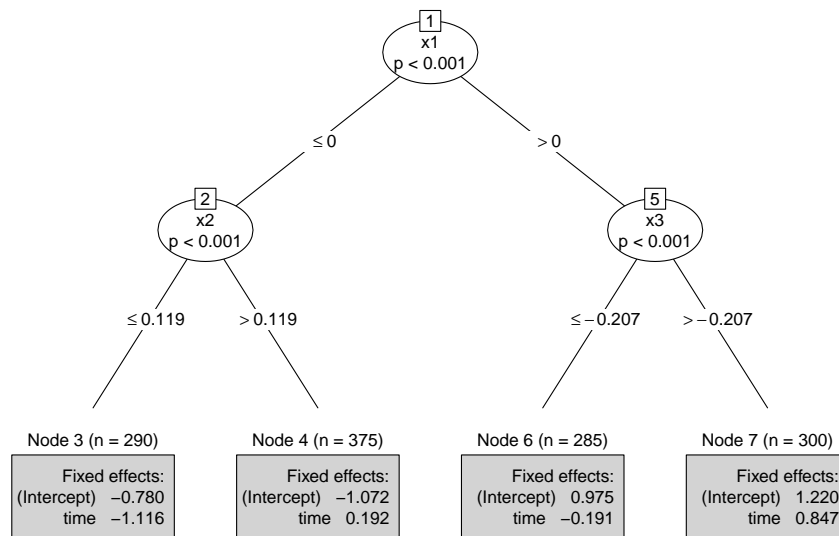 1
x1
p < 0.001
≤ 0
> 0
2
x2
p < 0.001
5
x3
p < 0.001
≤ 0.119
> 0.119
≤ −0.207
> −0.207
Node 3 (n = 290)
Fixed effects:
(Intercept) −0.780
time −1.116
Node 4 (n = 375)
Fixed effects:
(Intercept) −1.072
time 0.192
Node 6 (n = 285)
Fixed effects:
(Intercept) 0.975
time −0.191
Node 7 (n = 300)
Fixed effects:
(Intercept) 1.220
time 0.847